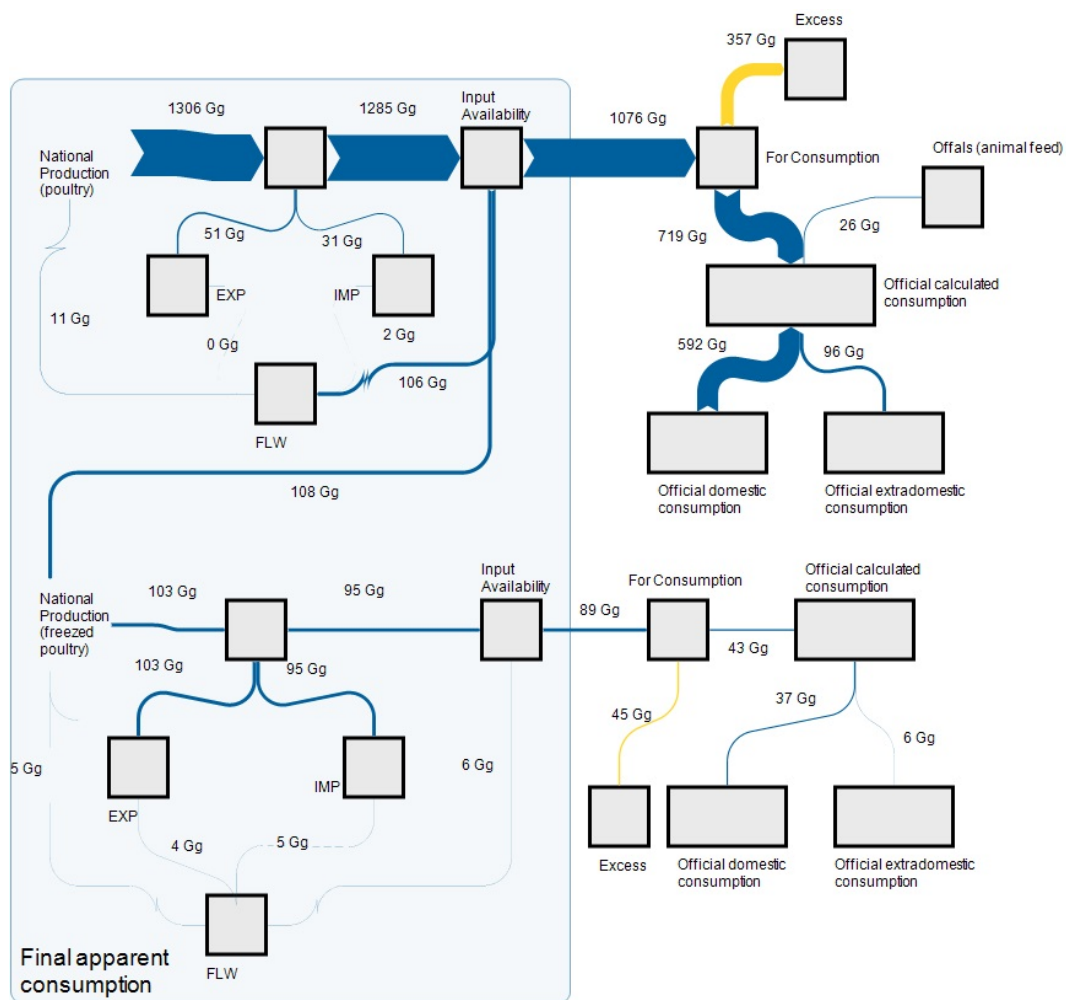 Excess
357 Gg
1306 Gg
1285 Gg
Input
Availability
1076 Gg
National
Production
(poultry)
For Consumption
Offals (animal feed)
51 Gg
31 Gg
719 Gg
26 Gg
EXP
IMP
Official calculated
consumption
11 Gg
0 Gg
2 Gg
592 Gg
96 Gg
106 Gg
FLW
108 Gg
Official domestic
consumption
Official extradomestic
consumption
National
Production
(freezed
poultry)
103 Gg
95 Gg
Input
Availability
89 Gg
For Consumption
Official calculated
consumption
43 Gg
103 Gg
95 Gg
45 Gg
37 Gg
6 Gg
5 Gg
6 Gg
EXP
IMP
4 Gg
5 Gg
Excess
Official domestic
consumption
Official extradomestic
consumption
FLW
Final apparent
consumption